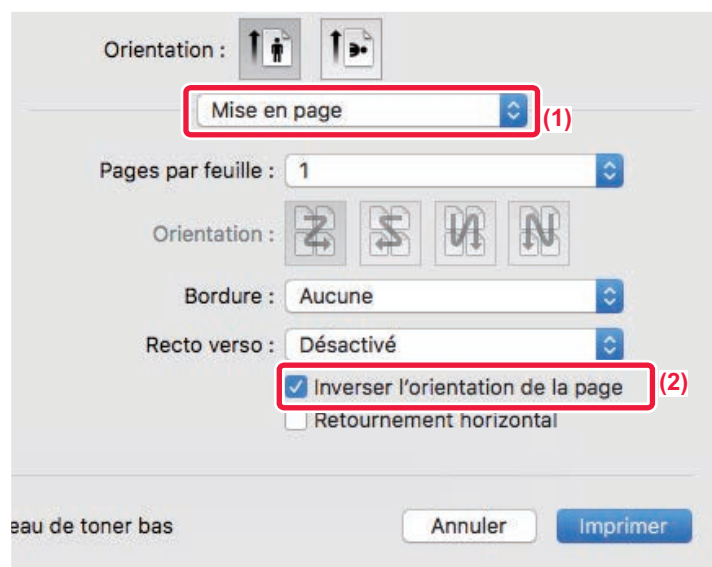 Orientation :
Mise en page
(1)
Pages par feuille : 1
Orientation :
Bordure : Aucune
Recto verso : Désactivé
Inverser l'orientation de la page
(2)
Retournement horizontal
eau de toner bas
Annuler
Imprimer